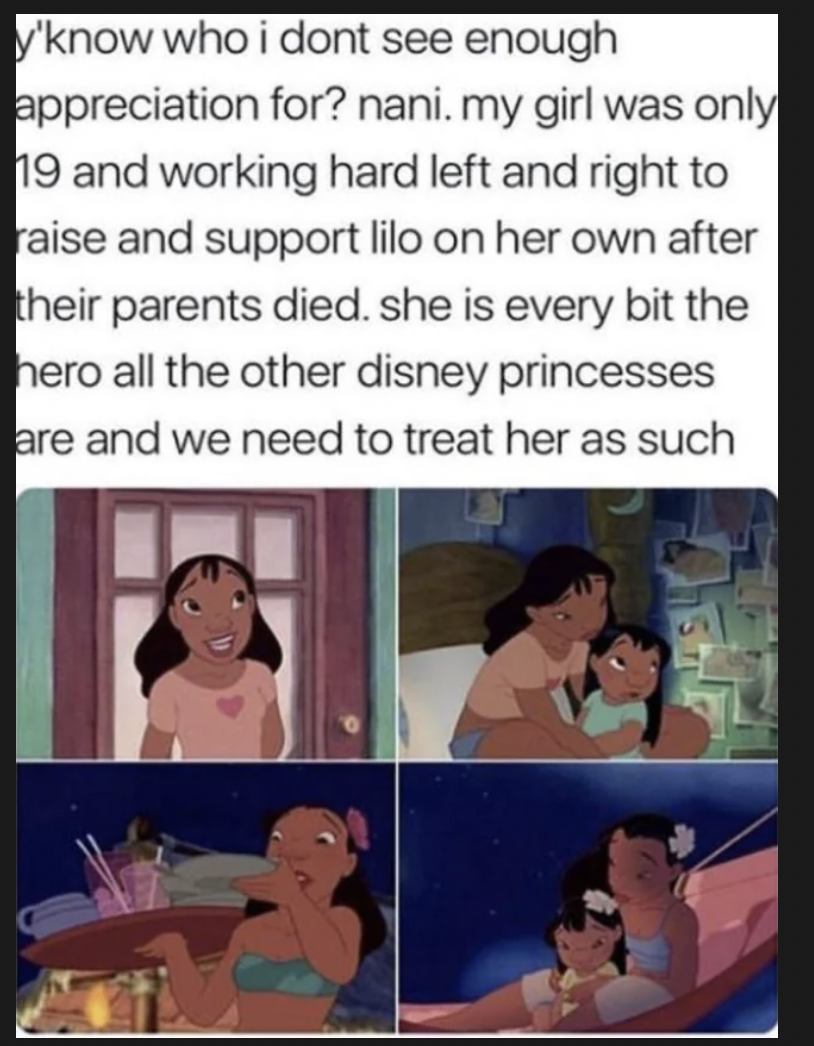 y'know who i dont see enough
appreciation for? nani. my girl was only
19 and working hard left and right to
raise and support lilo on her own after
their parents died. she is every bit the
hero all the other disney princesses
are and we need to treat her as such